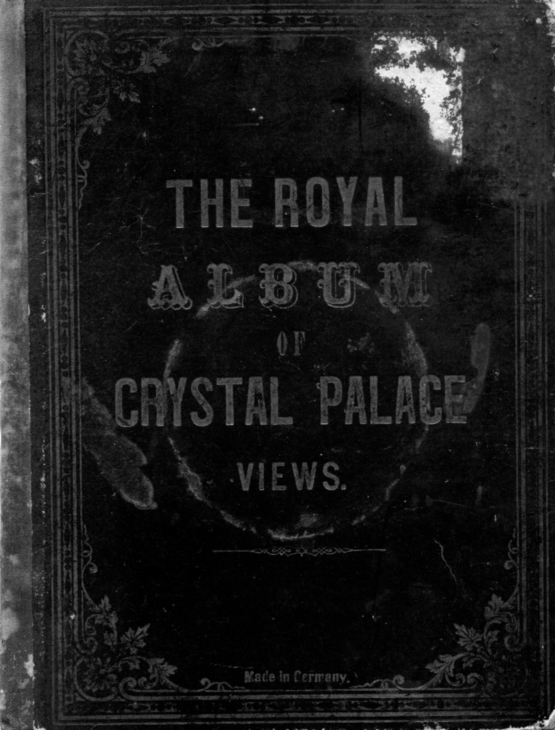 THE ROYAL
ALBUM
OF
CRYSTAL PALACE
VIEWS.
Made in Germany.